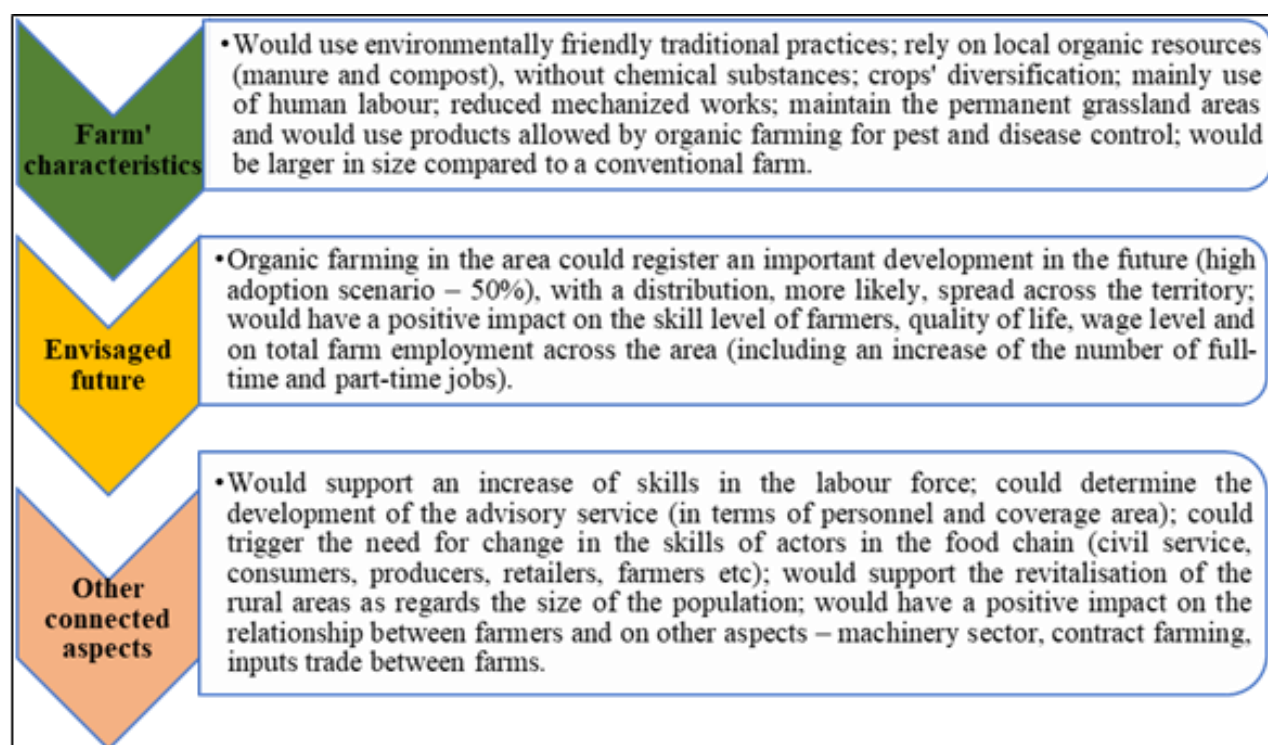 Farm'
characteristics
•Would use environmentally friendly traditional practices; rely on local organic resources
(manure and compost), without chemical substances; crops' diversification; mainly use
of human labour; reduced mechanized works; maintain the permanent grassland areas
and would use products allowed by organic farming for pest and disease control; would
be larger in size compared to a conventional farm.
Envisaged
future
•Organic farming in the area could register an important development in the future (high
adoption scenario – 50%), with a distribution, more likely, spread across the territory;
would have a positive impact on the skill level of farmers, quality of life, wage level and
on total farm employment across the area (including an increase of the number of full-
time and part-time jobs).
Other
connected
aspects
•Would support an increase of skills in the labour force; could determine the
development of the advisory service (in terms of personnel and coverage area); could
trigger the need for change in the skills of actors in the food chain (civil service,
consumers, producers, retailers, farmers etc); would support the revitalisation of the
rural areas as regards the size of the population; would have a positive impact on the
relationship between farmers and on other aspects – machinery sector, contract farming,
inputs trade between farms.